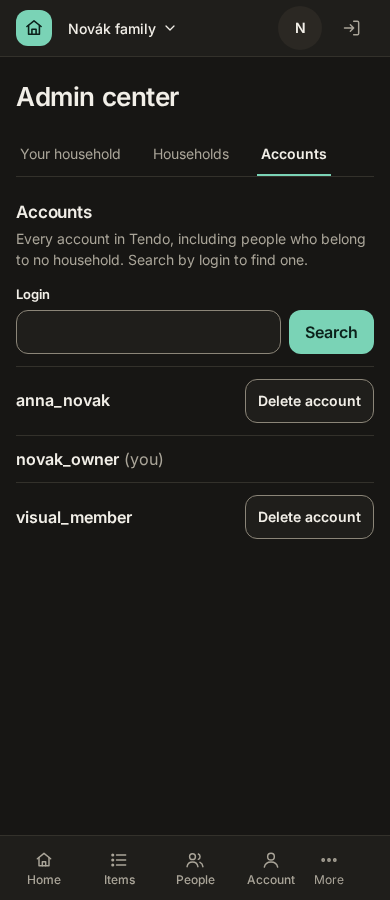 Novák family
N
Admin center
Your household
Households
Accounts
Accounts
Every account in Tendo, including people who belong
to no household. Search by login to find one.
Login
Search
anna_novak
Delete account
novak_owner (you)
visual_member
Delete account
Home
Items
People
Account
More